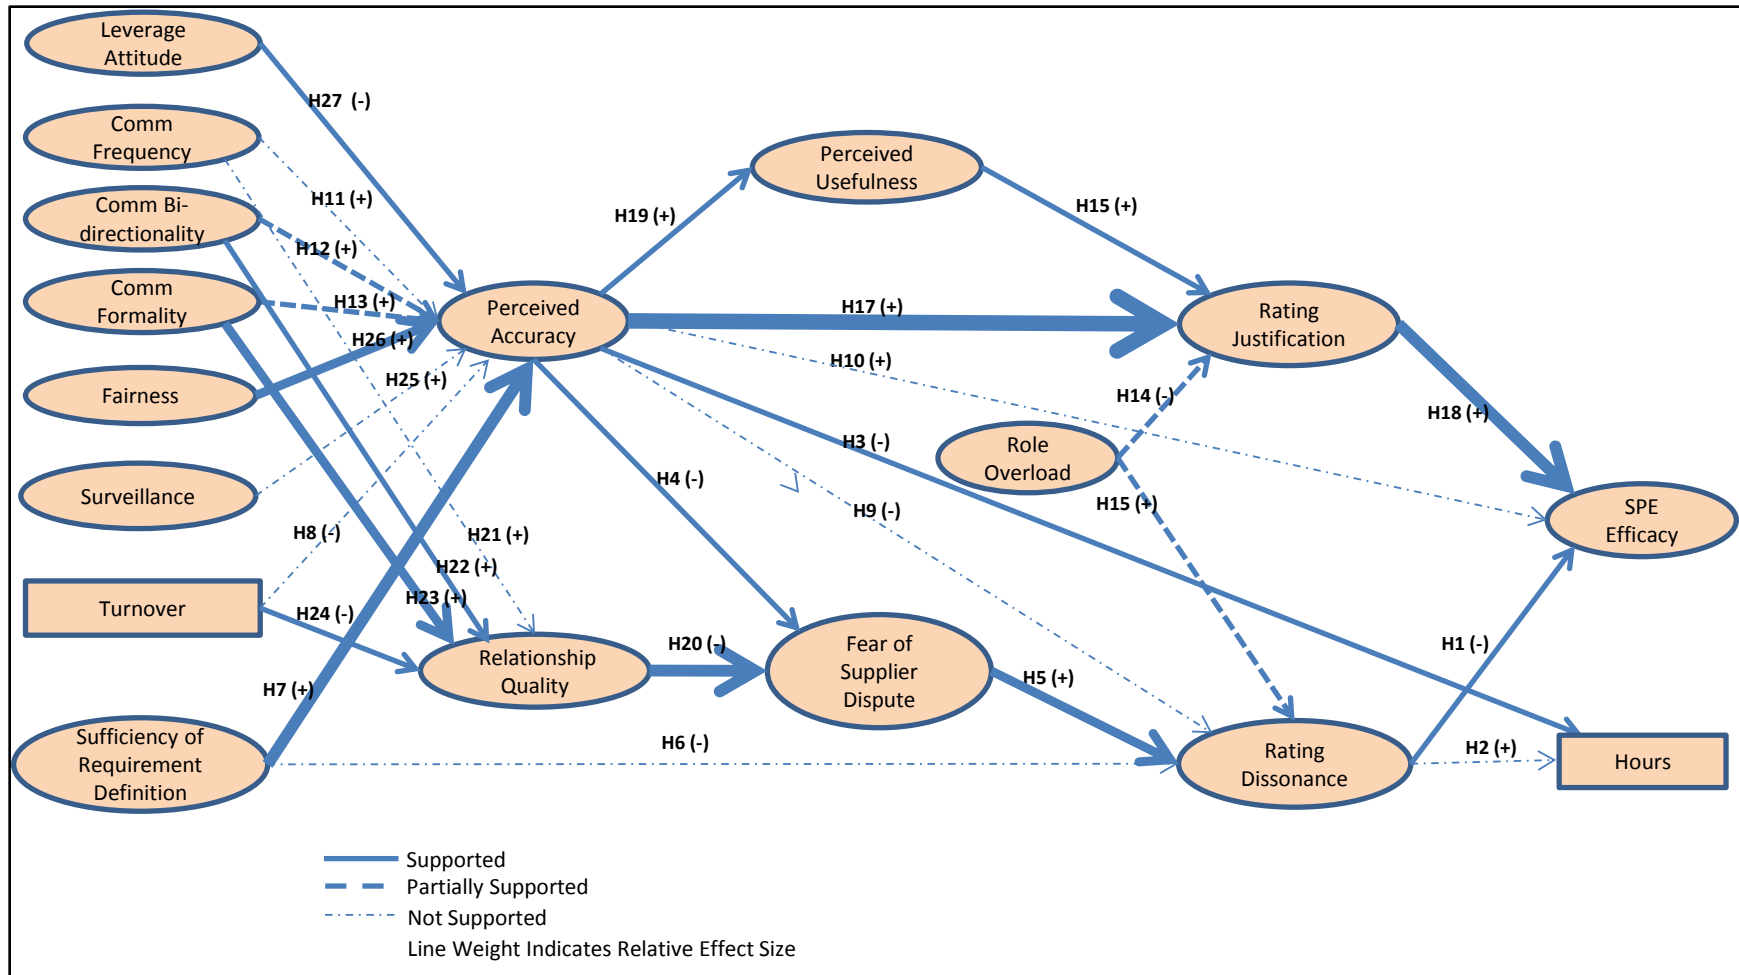 Leverage
Attitude
H27 (-)
Comm
Frequency
Perceived
Usefulness
H11 (+)
Comm Bi-
directionality
H19 (+)
H15 (+)
H12 (+)
Comm
Formality
H13 (+)
Perceived
Accuracy
H17 (+)
Rating
Justification
H26 (+)
H10 (+)
H25 (+)
Fairness
H14 (-)
H18 (+)
H3 (-)
Role
Overload
H4 (-)
Surveillance
H15 (+)
H9 (-)
SPE
Efficacy
H8 (-)
H21 (+)
H22 (+)
H23 (+)
Turnover
H24 (-)
H20 (-)
H1 (-)
Relationship
Quality
Fear of
Supplier
Dispute
H5 (+)
H7 (+)
Sufficiency of
Requirement
Definition
H6 (-)
Rating
Dissonance
H2 (+)
Hours
Supported
Partially Supported
Not Supported
Line Weight Indicates Relative Effect Size